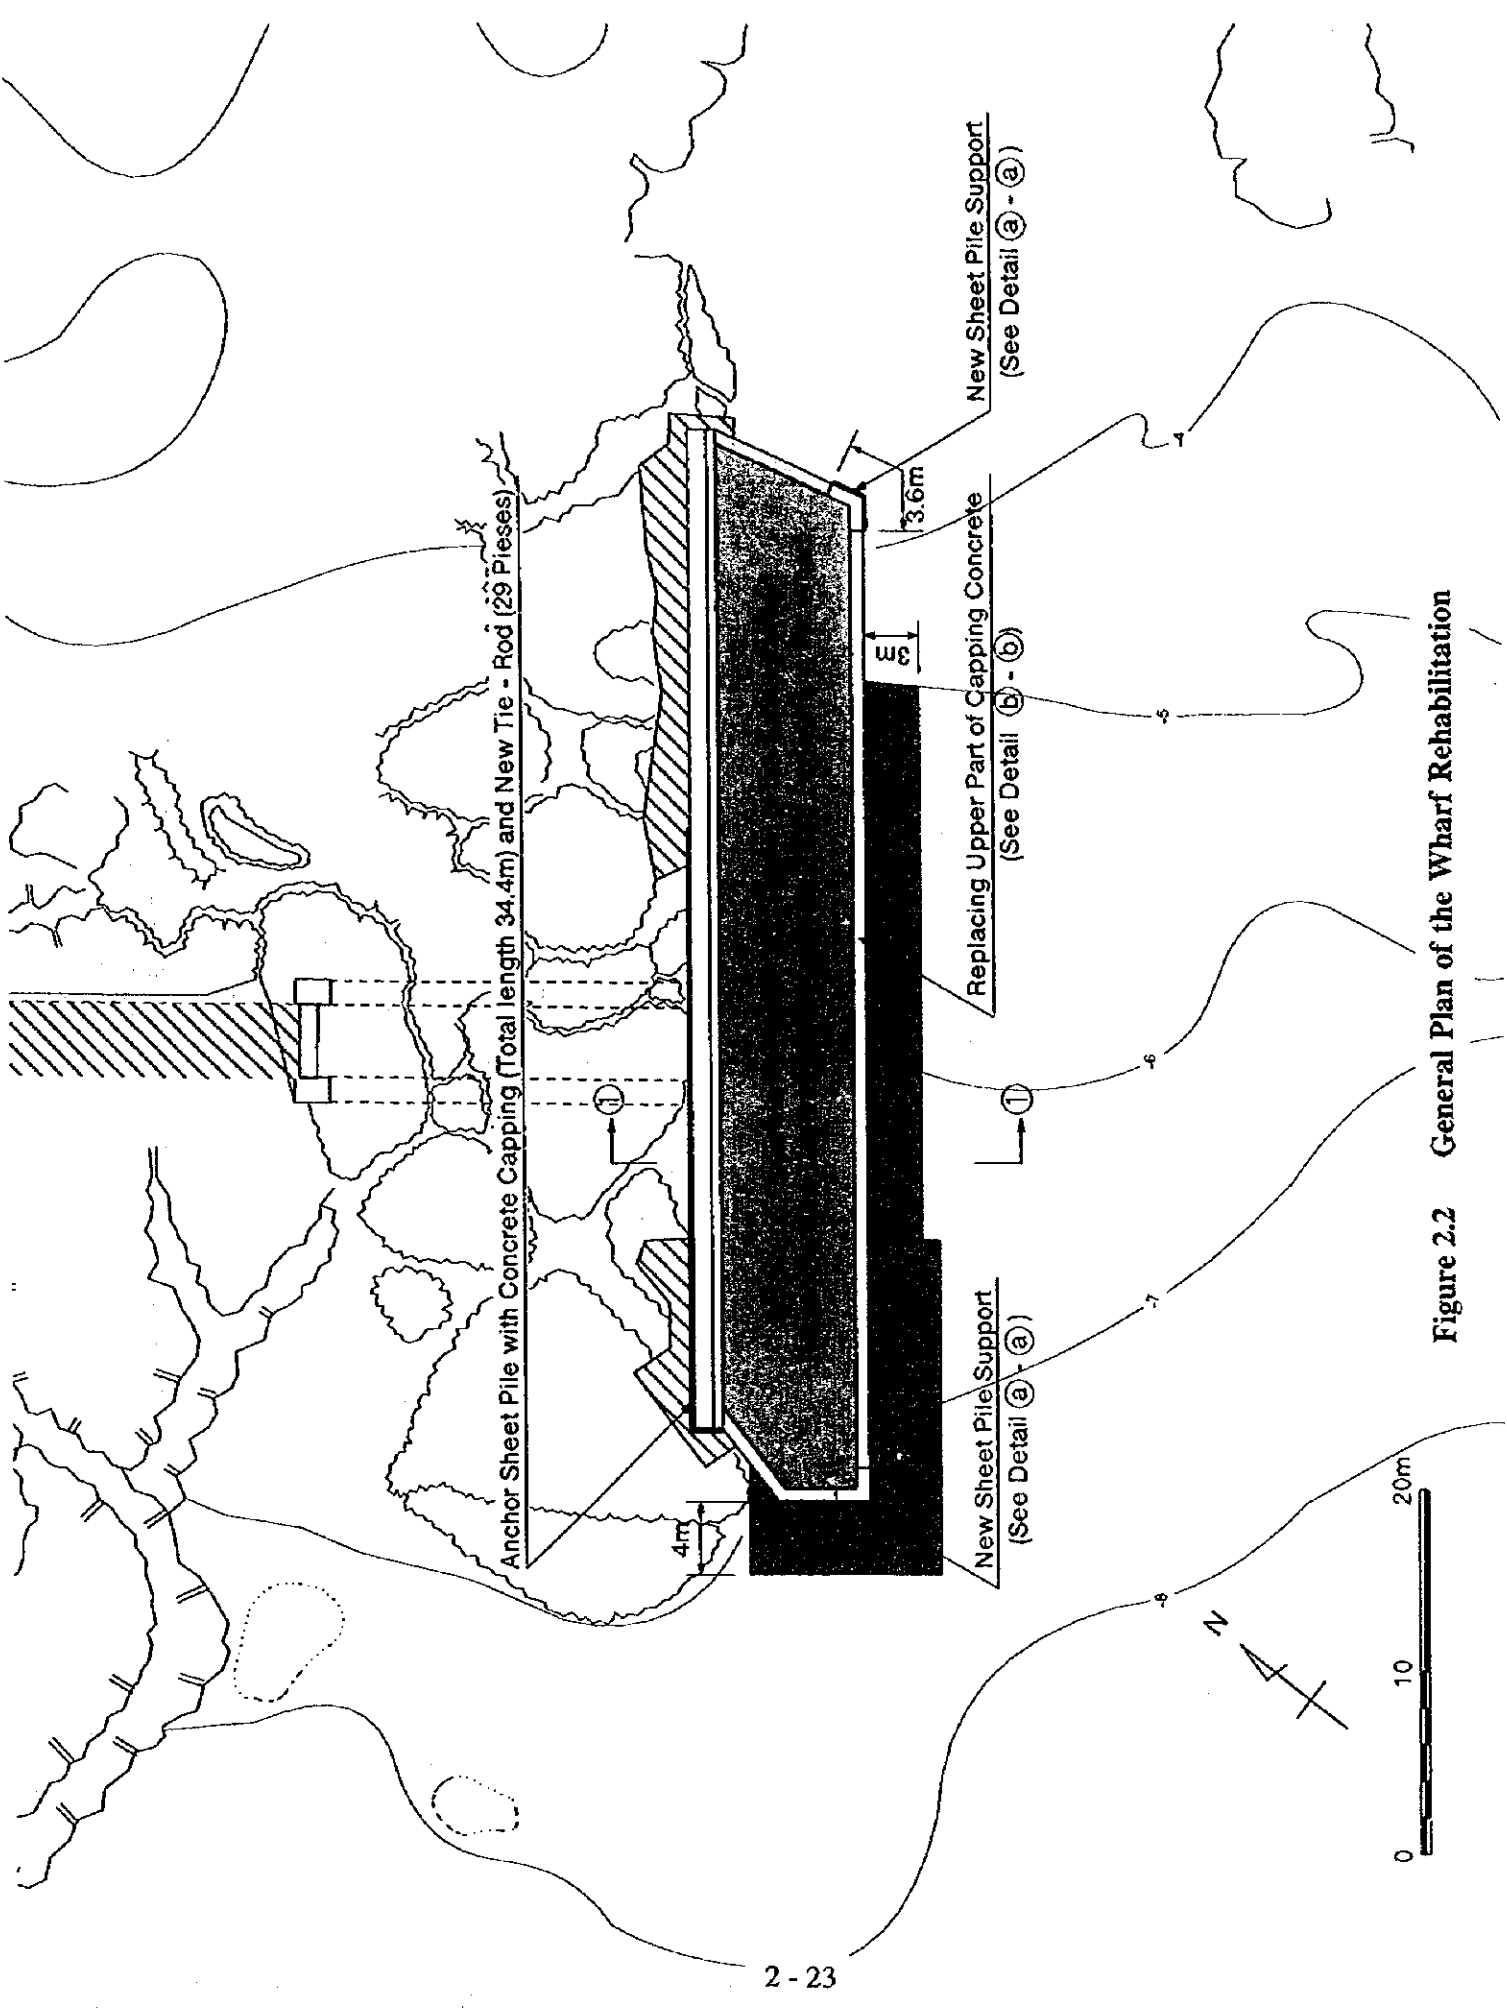 Anchor Sheet Pile with Concrete Capping (Total length 34.4m) and New Tie - Rod (29 Pieses)
4m
3m
3.6m
1
1
New Sheet Pile Support
(See Detail a - a)
Replacing Upper Part of Capping Concrete
(See Detail b - b)
New Sheet Pile Support
(See Detail a - a)
-4
-5
-6
-7
-8
N
0 10 20m
Figure 2.2 General Plan of the Wharf Rehabilitation
2 - 23